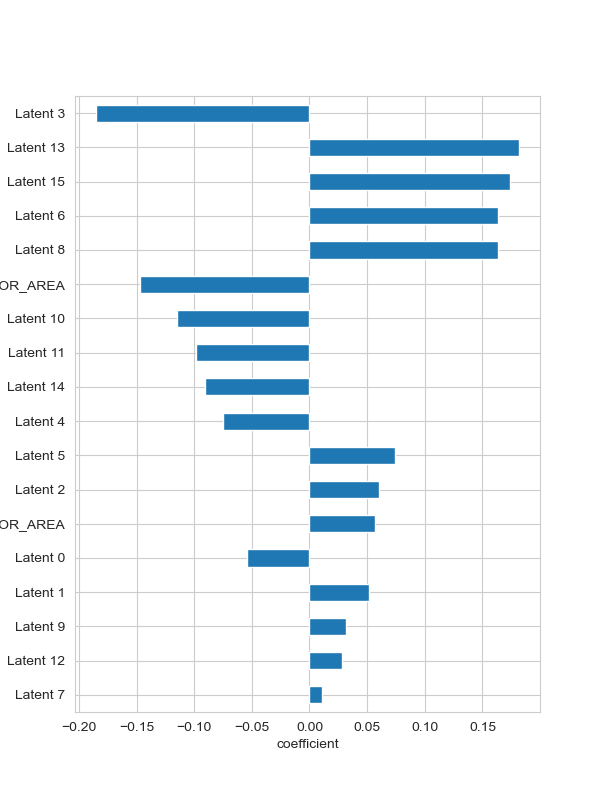 Latent 3
Latent 13
Latent 15
Latent 6
Latent 8
OR_AREA
Latent 10
Latent 11
Latent 14
Latent 4
Latent 5
Latent 2
OR_AREA
Latent 0
Latent 1
Latent 9
Latent 12
Latent 7
−0.20 −0.15 −0.10 −0.05 0.00 0.05 0.10 0.15
coefficient